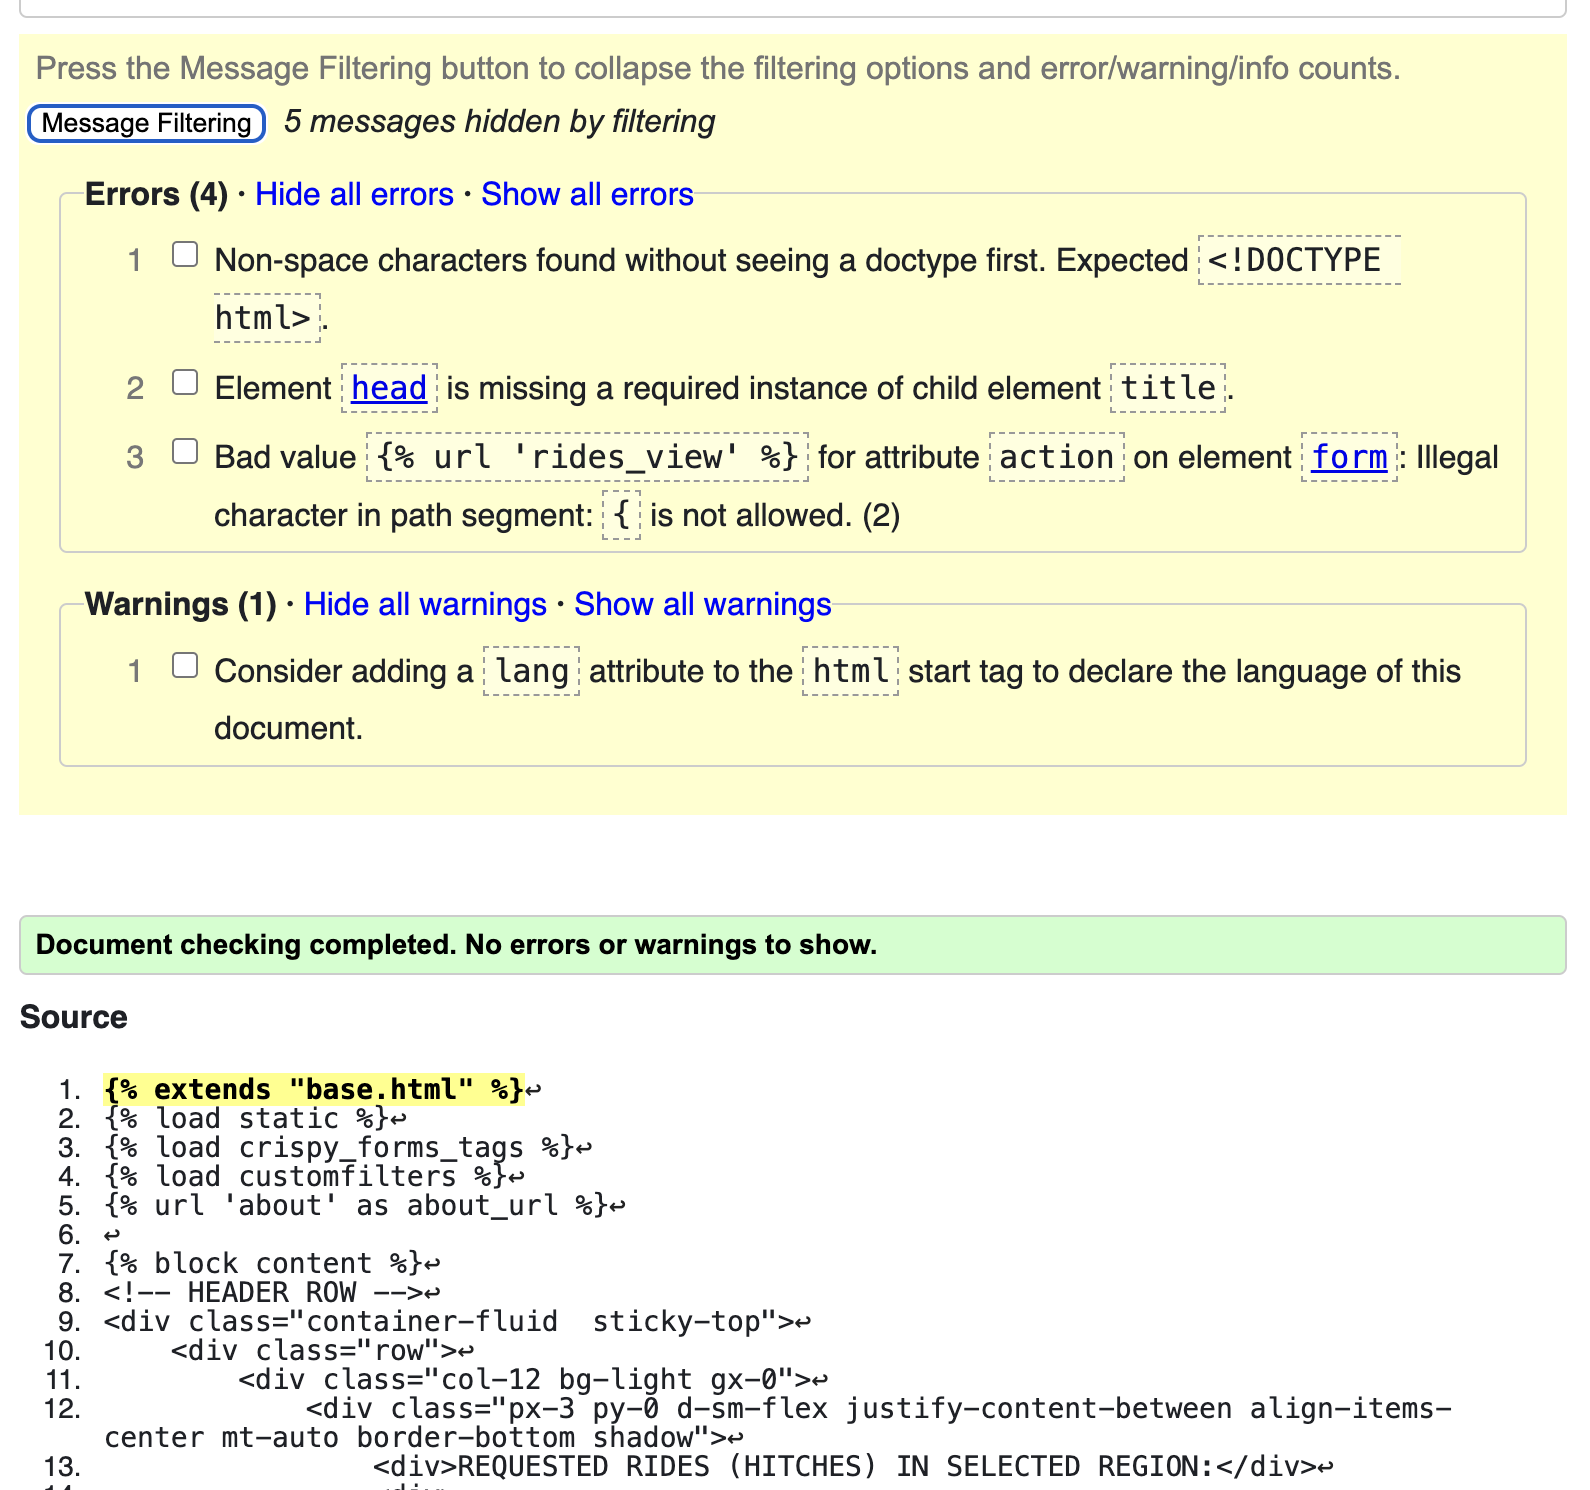 Press the Message Filtering button to collapse the filtering options and error/warning/info counts.
Message Filtering 5 messages hidden by filtering
Errors (4) · Hide all errors · Show all errors
1 Non-space characters found without seeing a doctype first. Expected <!DOCTYPE
html>.
2 Element head is missing a required instance of child element title.
3 Bad value {% url 'rides_view' %} for attribute action on element form: Illegal
character in path segment: { is not allowed. (2)
Warnings (1) · Hide all warnings · Show all warnings
1 Consider adding a lang attribute to the html start tag to declare the language of this
document.
Document checking completed. No errors or warnings to show.
Source
1. {% extends "base.html" %}↩
2. {% load static %}↩
3. {% load crispy_forms_tags %}↩
4. {% load customfilters %}↩
5. {% url 'about' as about_url %}↩
6. ↩
7. {% block content %}↩
8. <!-- HEADER ROW -->↩
9. <div class="container-fluid  sticky-top">↩
10. <div class="row">↩
11. <div class="col-12 bg-light gx-0">↩
12. <div class="px-3 py-0 d-sm-flex justify-content-between align-items-
center mt-auto border-bottom shadow">↩
13. <div>REQUESTED RIDES (HITCHES) IN SELECTED REGION:</div>↩